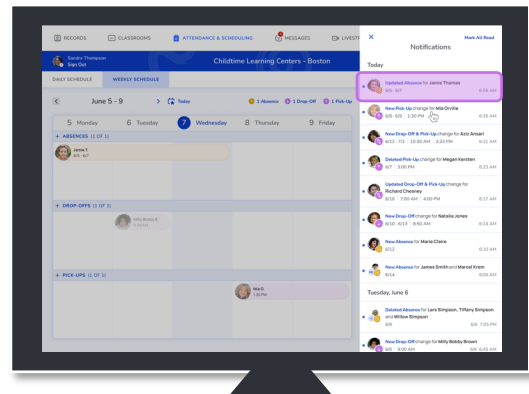 RECORDS CLASSROOMS ATTENDANCE & SCHEDULING MESSAGES LIVEST
Sandra Thompson
Sign Out
Childtime Learning Centers - Boston
DAILY SCHEDULE WEEKLY SCHEDULE
June 5 - 9 Today 1 Absence 1 Drop-Off 1 Pick-Up
5 Monday 6 Tuesday 7 Wednesday 8 Thursday 9 Friday
+ ABSENCES (1 OF 1)
Jamie T.
6/5 - 6/7
+ DROP-OFFS (1 OF 1)
Milly Bobby B.
+ PICK-UPS (1 OF 1)
Mia O.
1:30 PM
Mark All Read
Notifications
Today
Updated Absence for Jamie Thomas
6/5 - 6/7 6:55 AM
New Pick-Up change for Mia Orville
6/8 - 6/9 1:30 PM 6:35 AM
New Drop-Off & Pick-Up change for Aziz Ansari
6/12 - 7/2 10:30 AM - 3:33 PM 6:31 AM
Deleted Pick-Up change for Megan Kersten
6/7 3:00 PM 6:23 AM
Updated Drop-Off & Pick-Up change for
Richard Chesney
6/10 7:00 AM - 4:00 PM 6:17 AM
New Drop-Off change for Natalia Jones
6/10 - 6/13 9:50 AM 6:14 AM
New Absence for Marie Claire
6/12 6:10 AM
New Absence for James Smith and Marcel Krem
6/14 6:00 AM
Tuesday, June 6
Deleted Absence for Lars Simpson, Tiffany Simpson
and Willow Simpson
6/9 6/6 7:05 PM
New Drop-Off change for Milly Bobby Brown
6/6 9:00 AM 6/6 6:45 AM